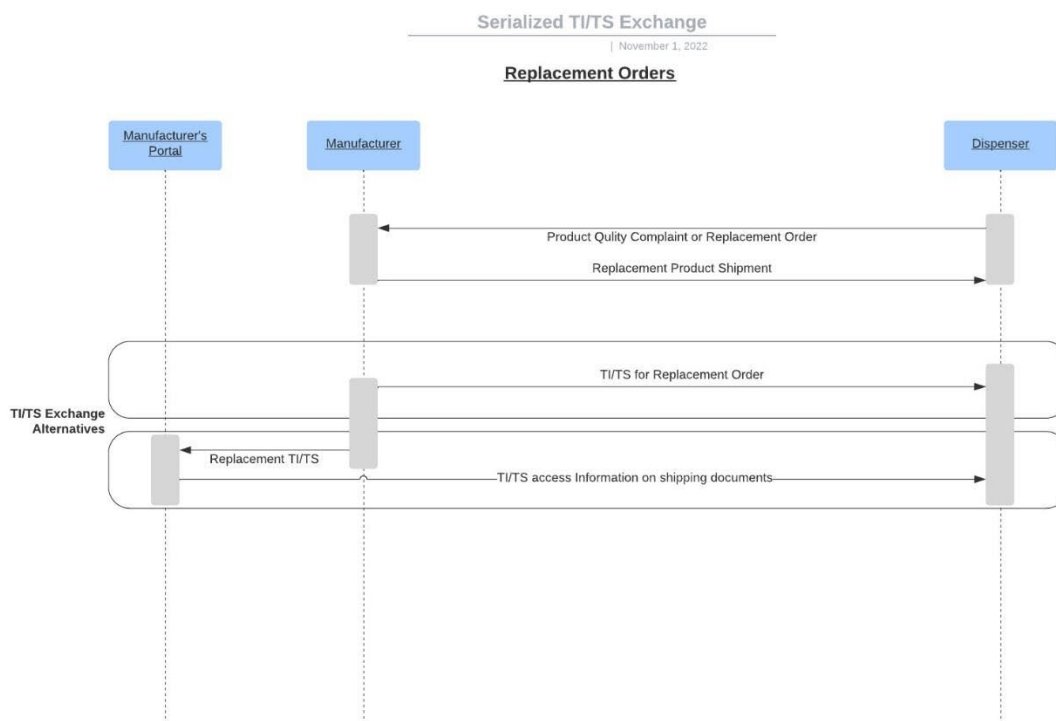 Serialized TI/TS Exchange
| November 1, 2022
Replacement Orders
Manufacturer's
Portal
Manufacturer
Dispenser
Product Qulity Complaint or Replacement Order
Replacement Product Shipment
TI/TS for Replacement Order
TI/TS Exchange
Alternatives
Replacement TI/TS
TI/TS access Information on shipping documents